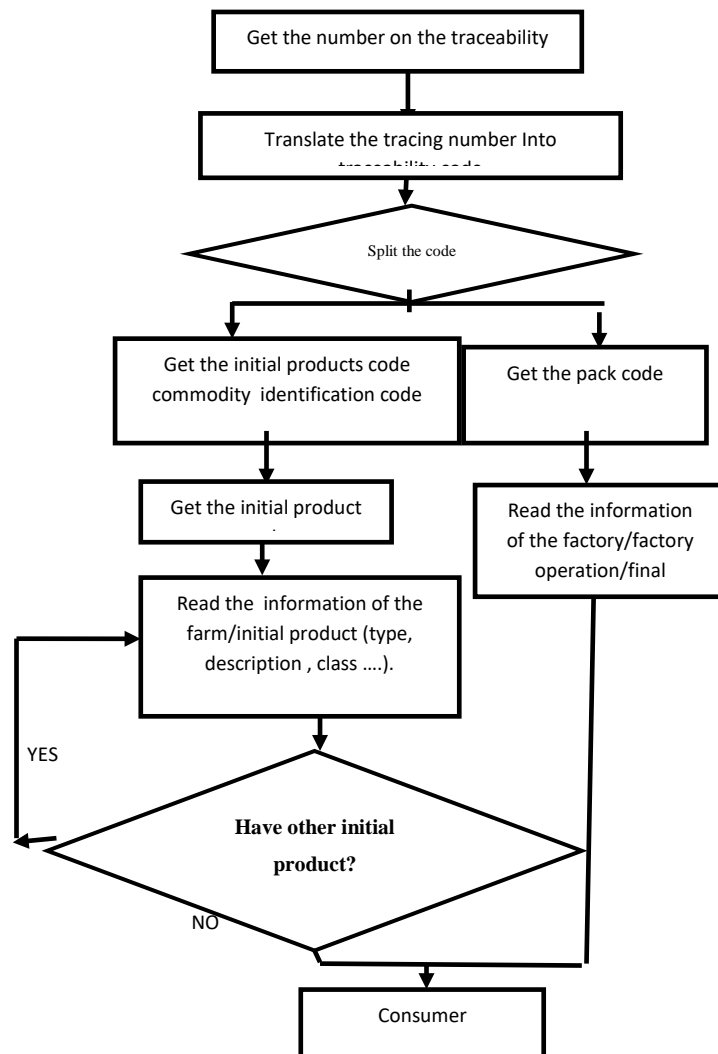 Get the number on the traceability
Translate the tracing number Into
traceability code
Split the code
Get the initial products code
commodity identification code
Get the pack code
Get the initial product
Read the information
of the factory/factory
operation/final
Read the information of the
farm/initial product (type,
description , class ….).
YES
Have other initial
product?
NO
Consumer